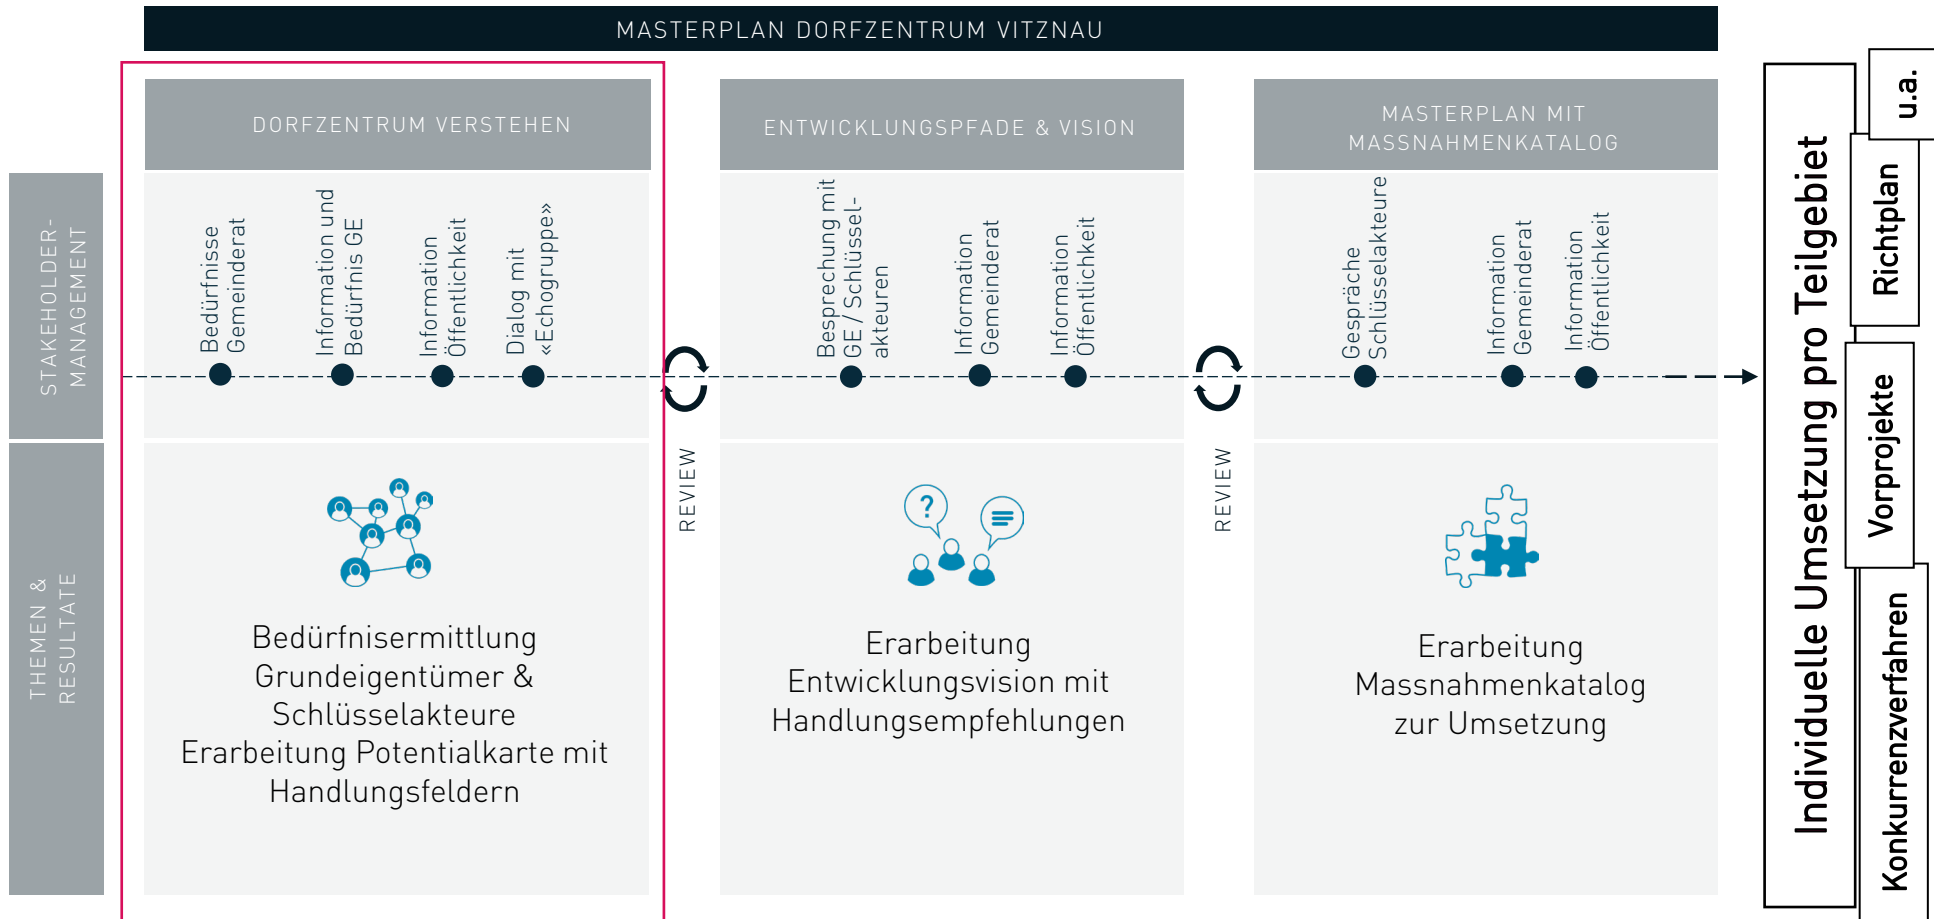 MASTERPLAN DORFZENTRUM VITZNAU
DORFZENTRUM VERSTEHEN
ENTWICKLUNGSPFADE & VISION
MASTERPLAN MIT
MASSNAHMENKATALOG
STAKEHOLDER-
MANAGEMENT
Bedürfnisse
Gemeinderat
Information und
Bedürfnis GE
Information
Öffentlichkeit
Dialog mit
«Echogruppe»
REVIEW
Besprechung mit
GE / Schlüssel-
akteuren
Information
Gemeinderat
Information
Öffentlichkeit
REVIEW
Gespräche
Schlüsselakteure
Information
Gemeinderat
Information
Öffentlichkeit
THEMEN &
RESULTATE
Bedürfnisermittlung
Grundeigentümer &
Schlüsselakteure
Erarbeitung Potentialkarte mit
Handlungsfeldern
?
Erarbeitung
Entwicklungsvision mit
Handlungsempfehlungen
Erarbeitung
Massnahmenkatalog
zur Umsetzung
Individuelle Umsetzung pro Teilgebiet
u.a.
Richtplan
Vorprojekte
Konkurrenzverfahren